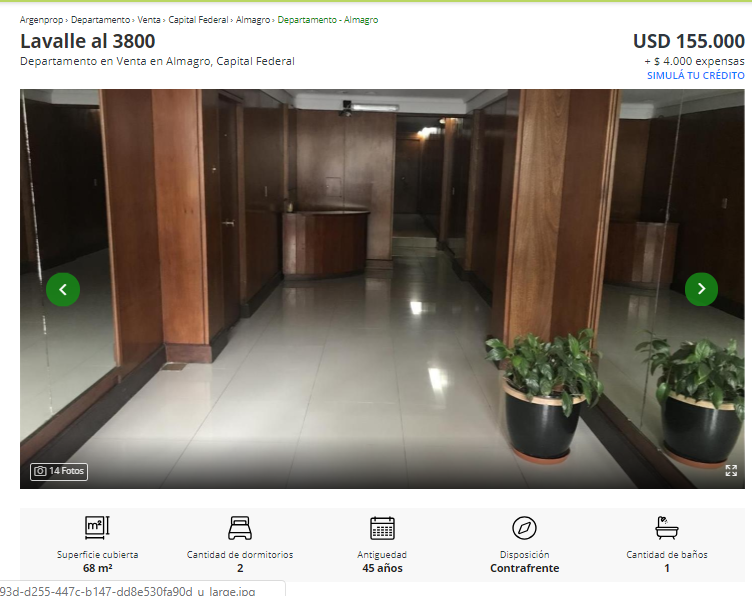 Argenprop › Departamento › Venta › Capital Federal › Almagro › Departamento - Almagro
Lavalle al 3800
USD 155.000
Departamento en Venta en Almagro, Capital Federal
+ $ 4.000 expensas
SIMULÁ TU CRÉDITO
14 Fotos
m²
Superficie cubierta
68 m²
Cantidad de dormitorios
2
Antiguedad
45 años
Disposición
Contrafrente
Cantidad de baños
1
93d-d255-447c-b147-dd8e530fa90d_u_large.jpg